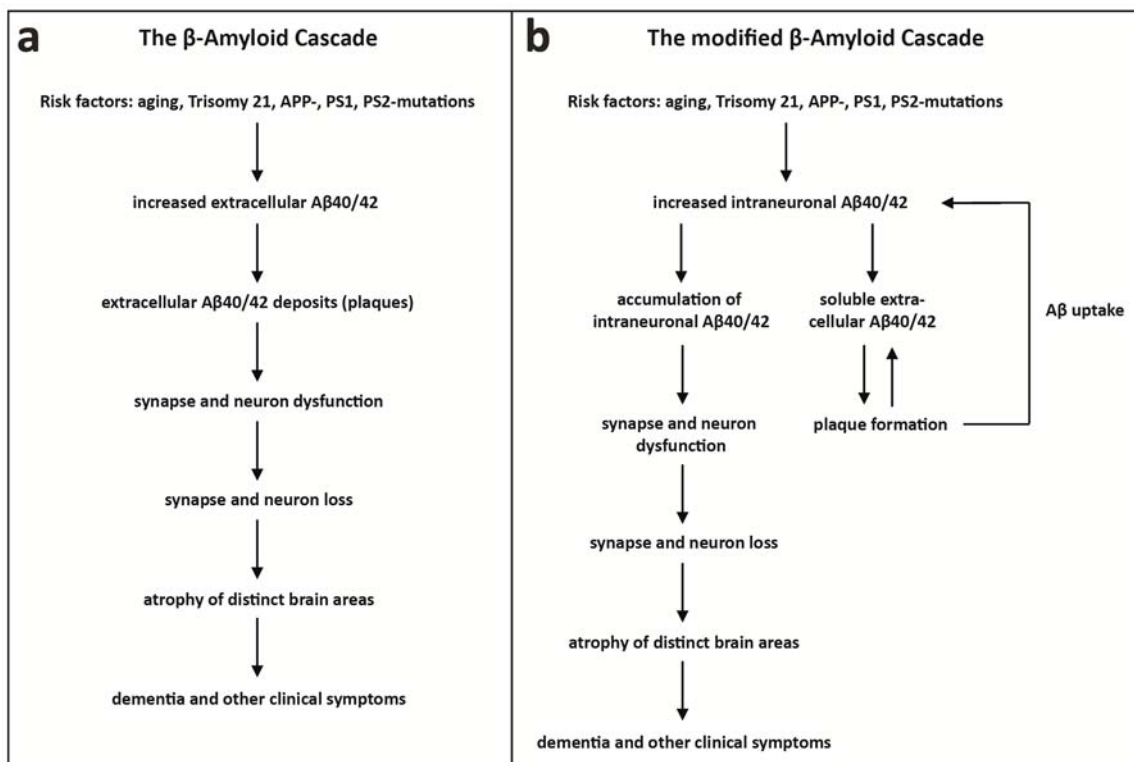 a
The β-Amyloid Cascade
Risk factors: aging, Trisomy 21, APP-, PS1, PS2-mutations
increased extracellular Aβ40/42
extracellular Aβ40/42 deposits (plaques)
synapse and neuron dysfunction
synapse and neuron loss
atrophy of distinct brain areas
dementia and other clinical symptoms
b
The modified β-Amyloid Cascade
Risk factors: aging, Trisomy 21, APP-, PS1, PS2-mutations
increased intraneuronal Aβ40/42
accumulation of
intraneuronal Aβ40/42
soluble extra-
cellular Aβ40/42
Aβ uptake
synapse and neuron
dysfunction
plaque formation
synapse and neuron loss
atrophy of distinct brain areas
dementia and other clinical symptoms